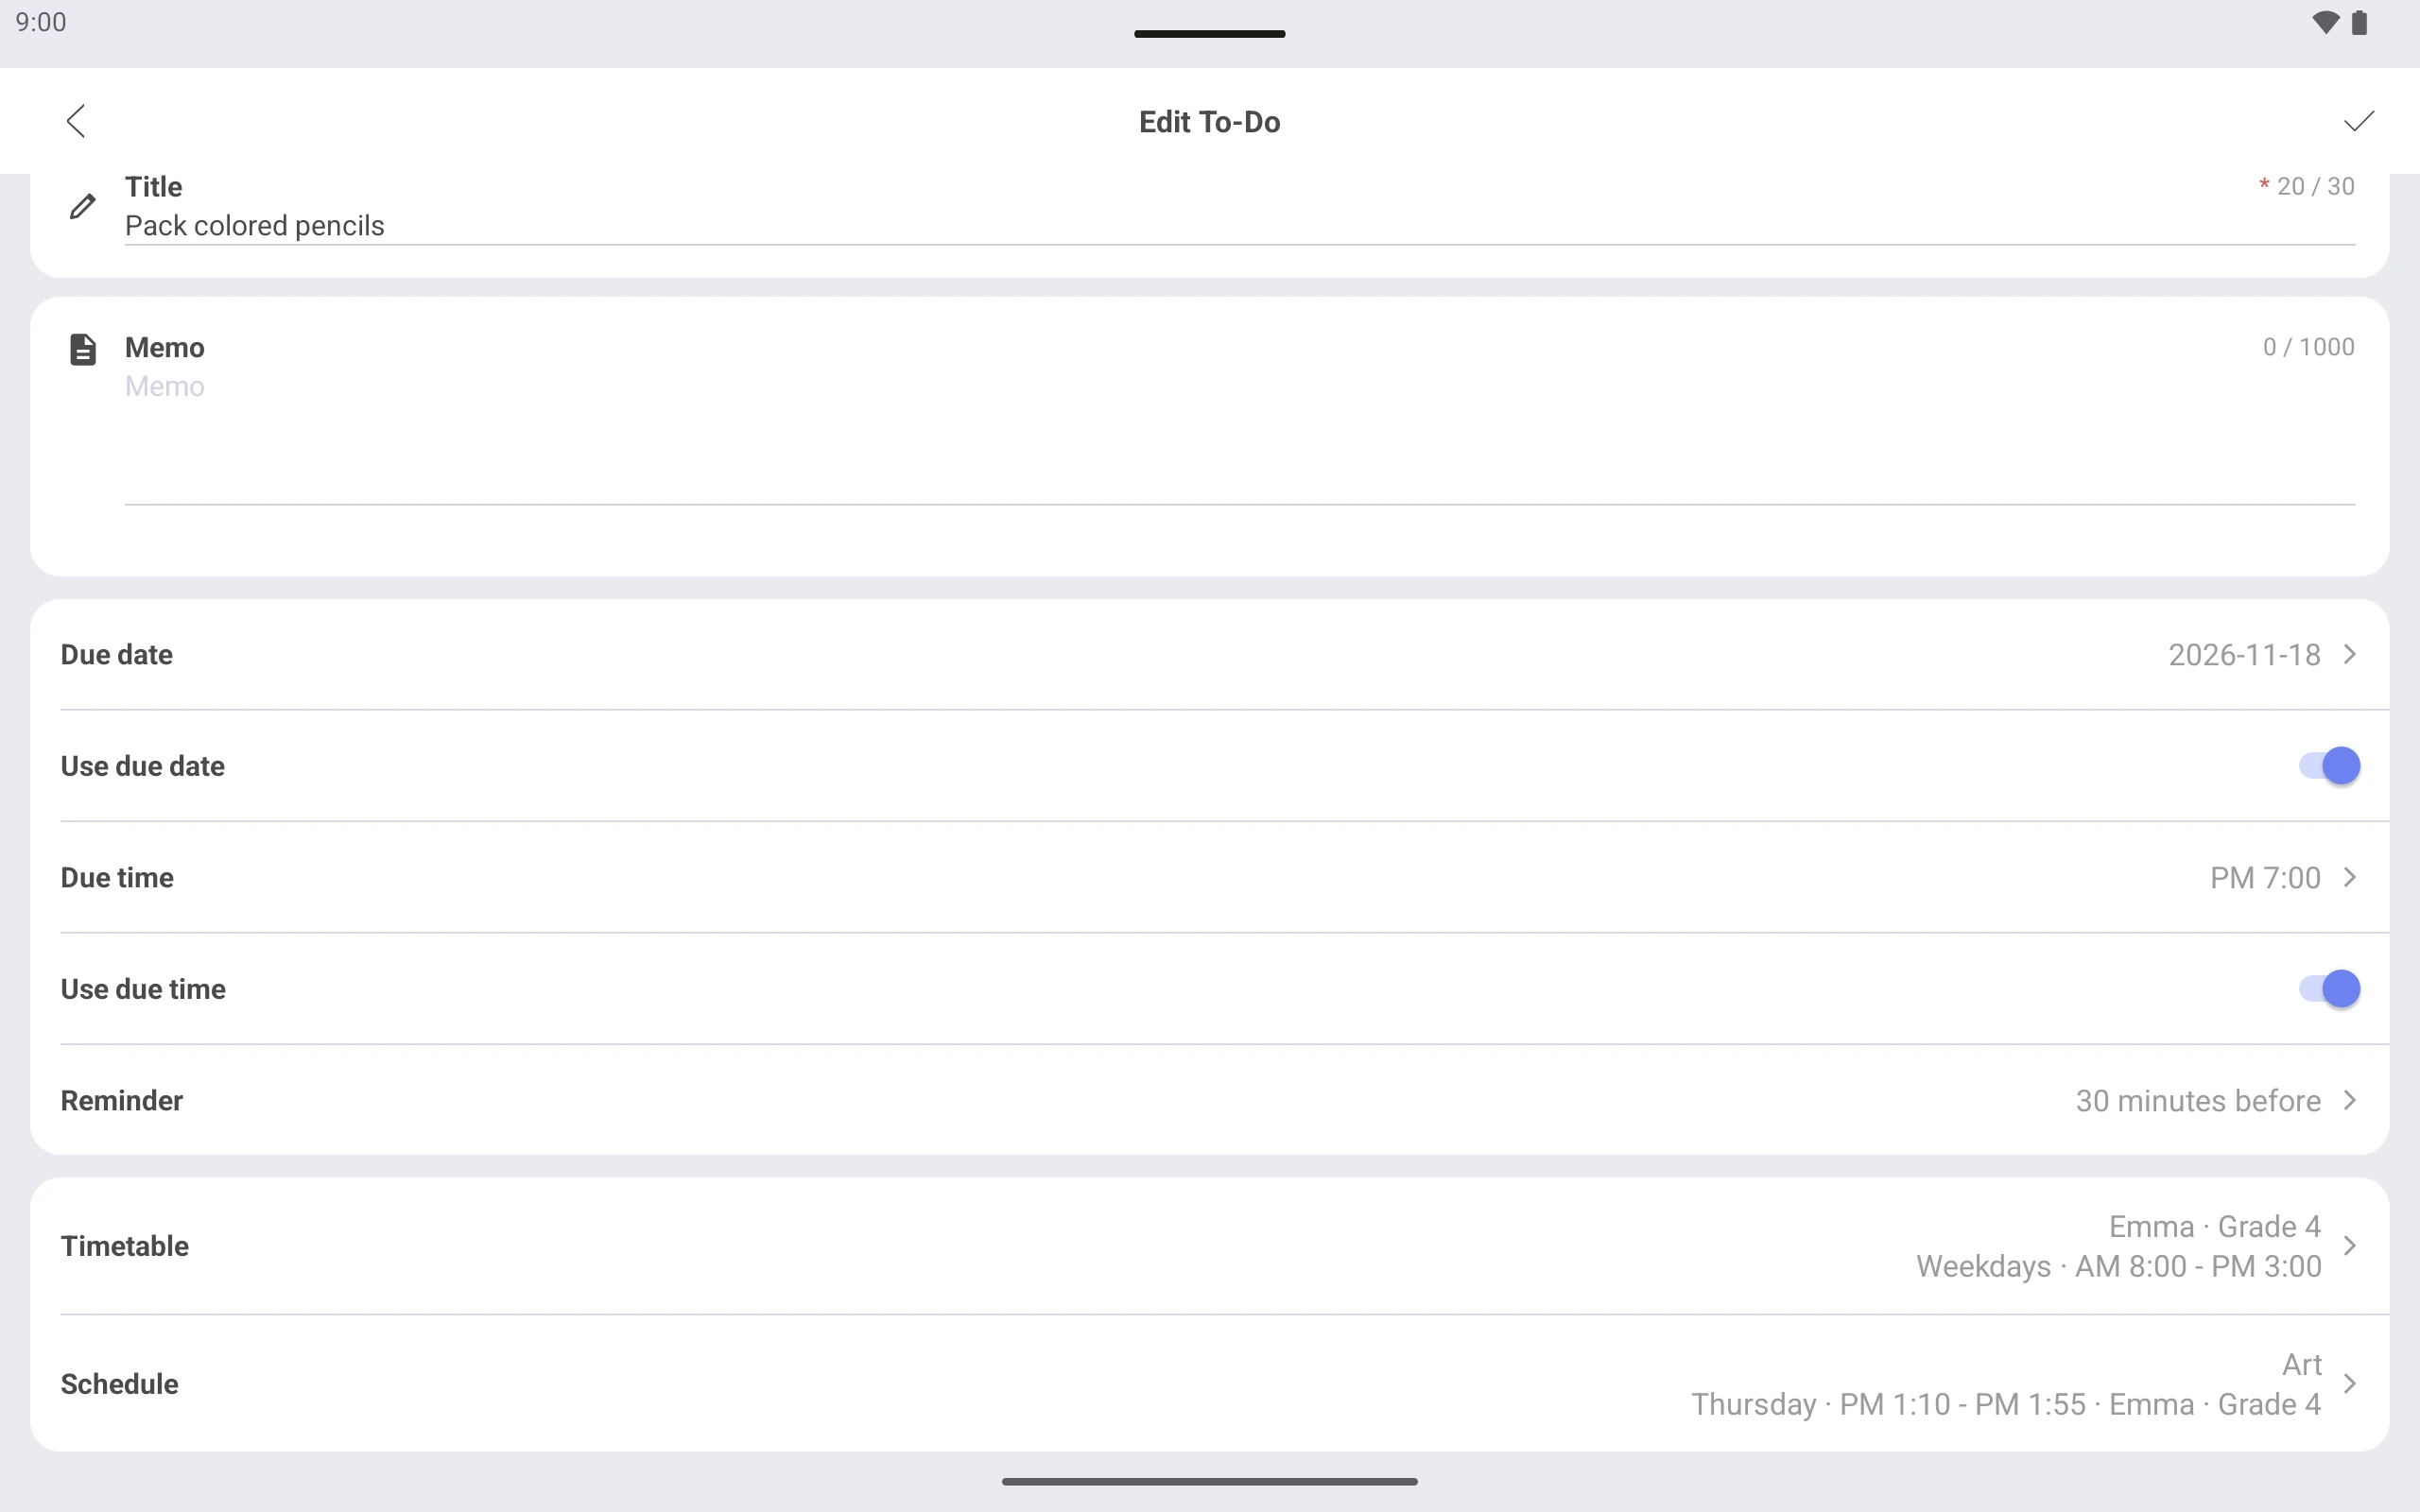 9:00
Edit To-Do
Title
* 20 / 30
Pack colored pencils
Memo
0 / 1000
Memo
Due date
2026-11-18
Use due date
Due time
PM 7:00
Use due time
Reminder
30 minutes before
Timetable
Emma · Grade 4
Weekdays · AM 8:00 - PM 3:00
Schedule
Art
Thursday · PM 1:10 - PM 1:55 · Emma · Grade 4